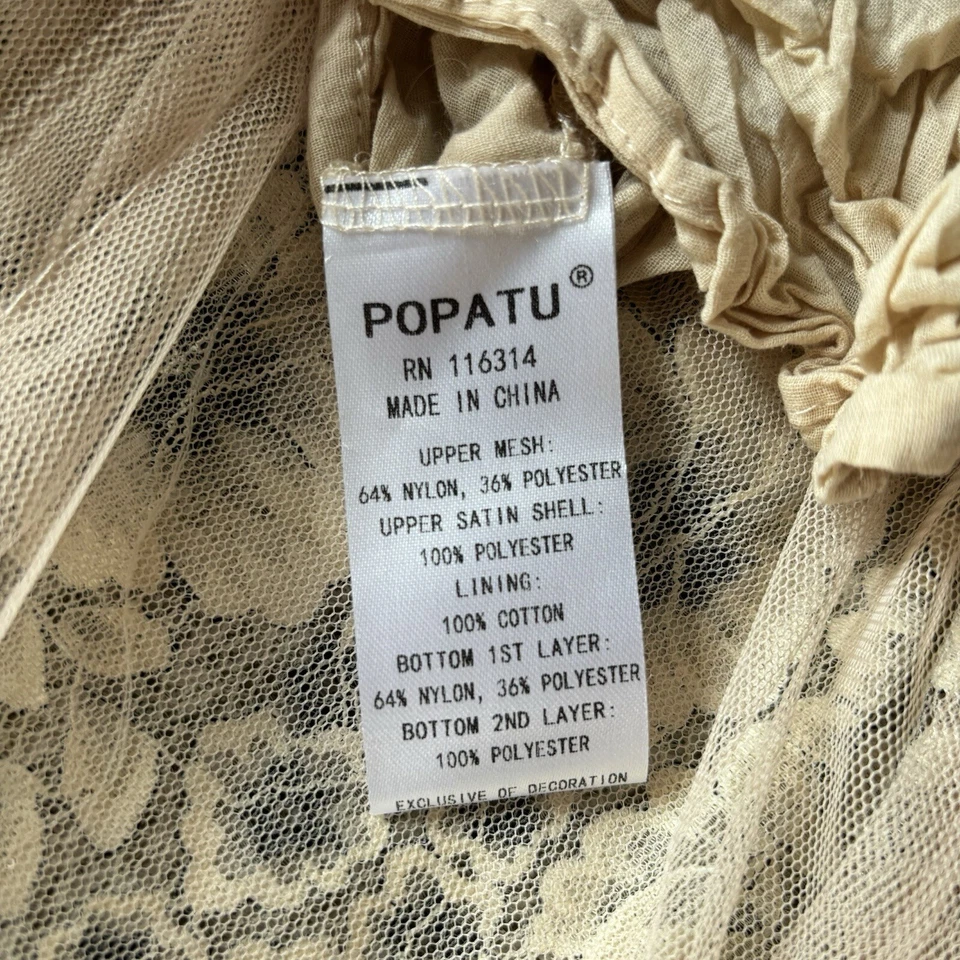 POPATU®
RN 116314
MADE IN CHINA
UPPER MESH:
64% NYLON, 36% POLYESTER
UPPER SATIN SHELL:
100% POLYESTER
LINING:
100% COTTON
BOTTOM 1ST LAYER:
64% NYLON, 36% POLYESTER
BOTTOM 2ND LAYER:
100% POLYESTER
EXCLUSIVE OF DECORATION